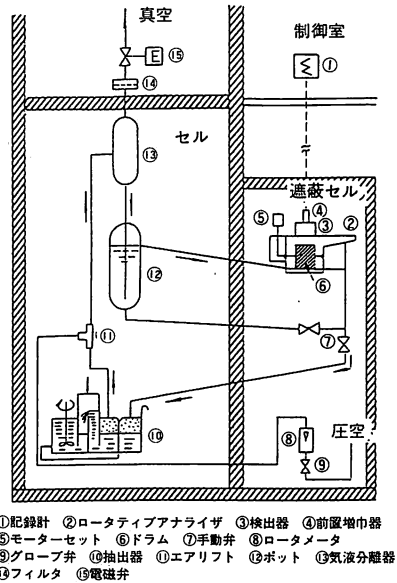 真空
制御室
E ⑮
①
⑭
セル
⑬
遮蔽セル
④
⑤ ③ ②
⑫
⑥
⑪
⑦
⑩
⑧
圧空
⑨
①記録計 ②ロータティブアナライザ ③検出器 ④前置増巾器
⑤モーターセット ⑥ドラム ⑦手動弁 ⑧ロータメータ
⑨グローブ弁 ⑩抽出器 ⑪エアリフト ⑫ポット ⑬気液分離器
⑭フィルタ ⑮電磁弁